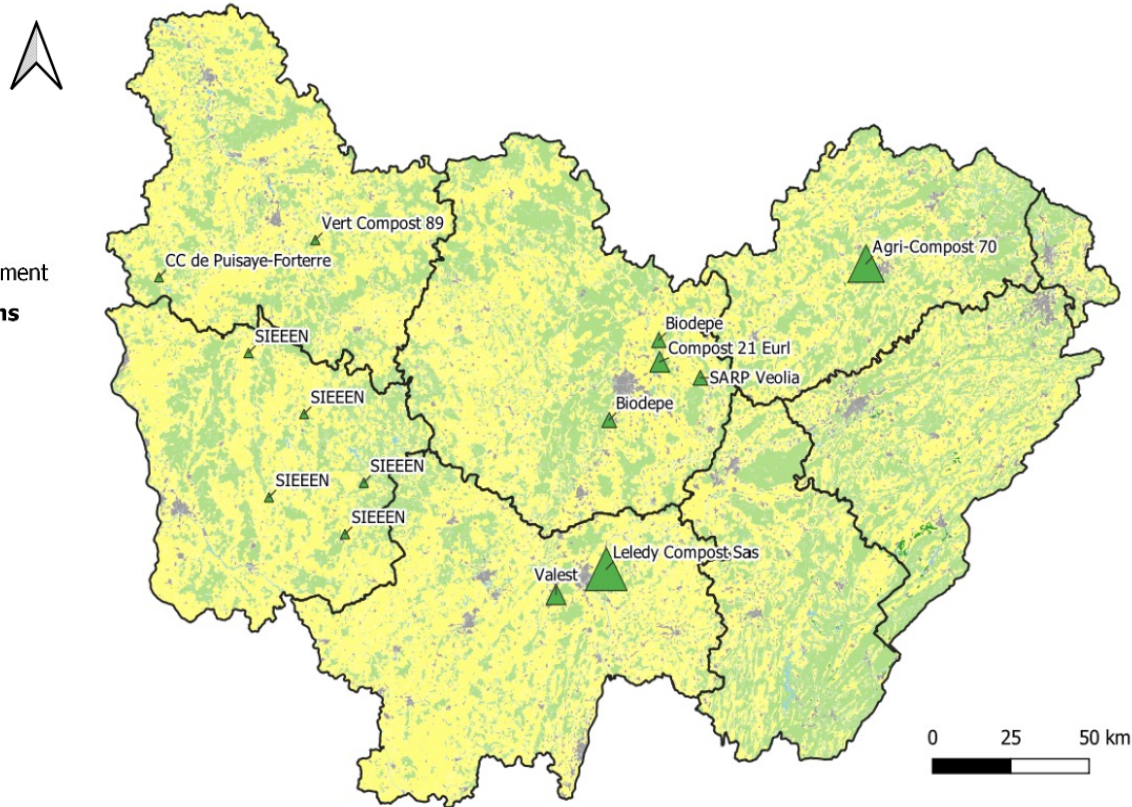 Vert Compost 89
CC de Puisaye-Forterre
Agri-Compost 70
ment
ns
SIEEEN
Biodepe
Compost 21 Eurl
SARP Veolia
SIEEEN
Biodepe
SIEEEN
SIEEEN
SIEEEN
Leledy Compost Sas
Valest
0 25 50 km